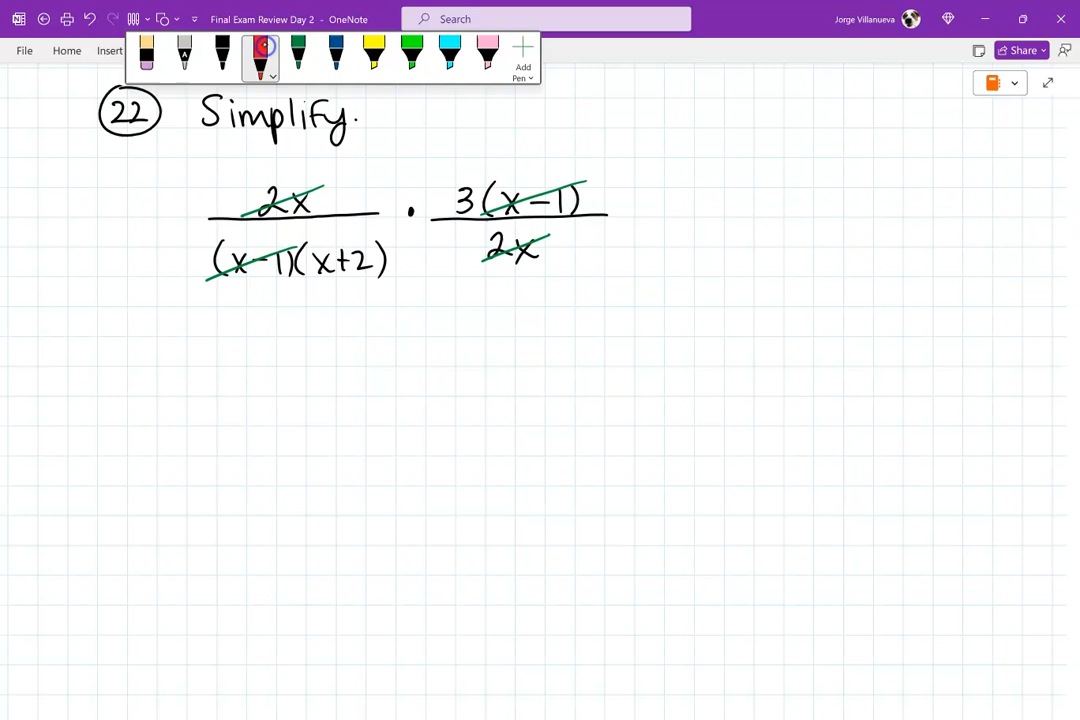 Final Exam Review Day 2 - OneNote
Search
Jorge Villanueva
File Home Insert
Share
A
Add Pen
22 Simplify.
2x / (x-1)(x+2) · 3(x-1) / 2x